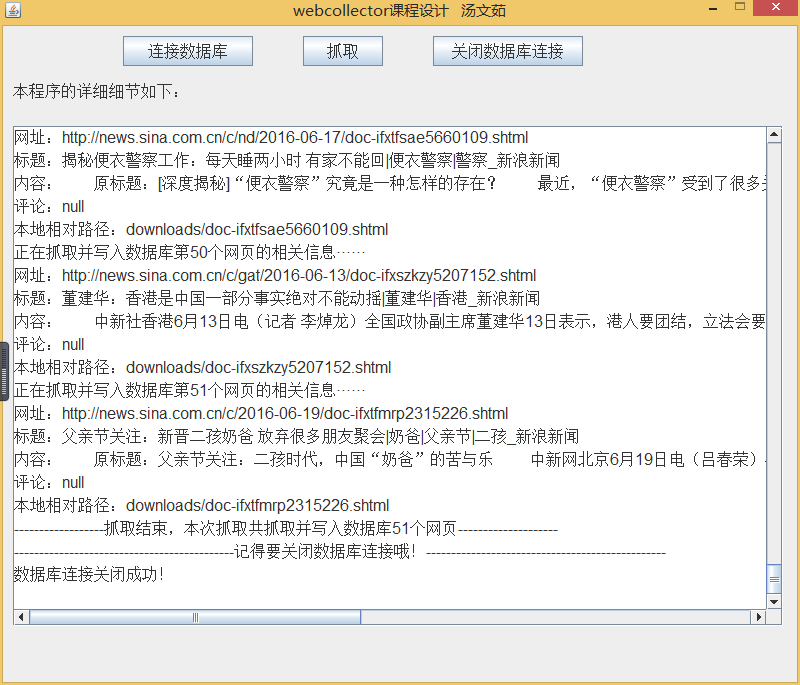 webcollector课程设计 汤文茹
连接数据库 抓取 关闭数据库连接
本程序的详细细节如下：
网址：http://news.sina.com.cn/c/nd/2016-06-17/doc-ifxtfsae5660109.shtml
标题：揭秘便衣警察工作：每天睡两小时 有家不能回|便衣警察|警察_新浪新闻
内容： 原标题：[深度揭秘]“便衣警察”究竟是一种怎样的存在？ 最近，“便衣警察”受到了很多
评论：null
本地相对路径：downloads/doc-ifxtfsae5660109.shtml
正在抓取并写入数据库第50个网页的相关信息……
网址：http://news.sina.com.cn/c/gat/2016-06-13/doc-ifxszkzy5207152.shtml
标题：董建华：香港是中国一部分事实绝对不能动摇|董建华|香港_新浪新闻
内容： 中新社香港6月13日电（记者 李焯龙）全国政协副主席董建华13日表示，港人要团结，立法会要
评论：null
本地相对路径：downloads/doc-ifxszkzy5207152.shtml
正在抓取并写入数据库第51个网页的相关信息……
网址：http://news.sina.com.cn/c/2016-06-19/doc-ifxtfmrp2315226.shtml
标题：父亲节关注：新晋二孩奶爸 放弃很多朋友聚会|奶爸|父亲节|二孩_新浪新闻
内容： 原标题：父亲节关注：二孩时代，中国“奶爸”的苦与乐 中新网北京6月19日电（吕春荣）
评论：null
本地相对路径：downloads/doc-ifxtfmrp2315226.shtml
------------------抓取结束，本次抓取共抓取并写入数据库51个网页--------------------
--------------------------------------------记得要关闭数据库连接哦！------------------------------------------------
数据库连接关闭成功！